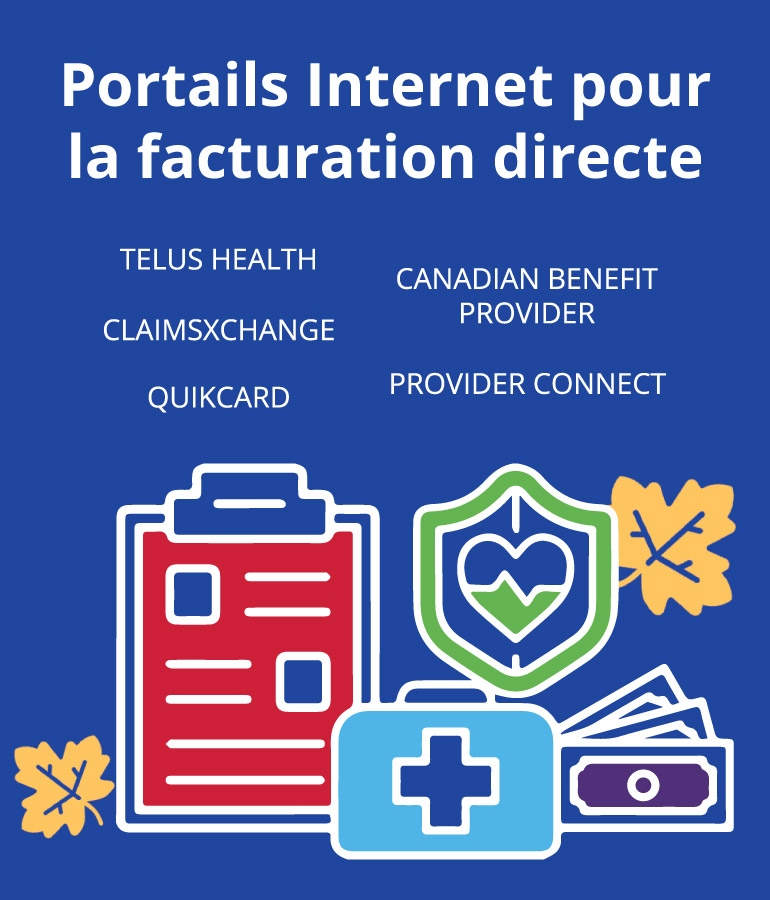 Portails Internet pour
la facturation directe
TELUS HEALTH
CLAIMSXCHANGE
QUIKCARD
CANADIAN BENEFIT
PROVIDER
PROVIDER CONNECT